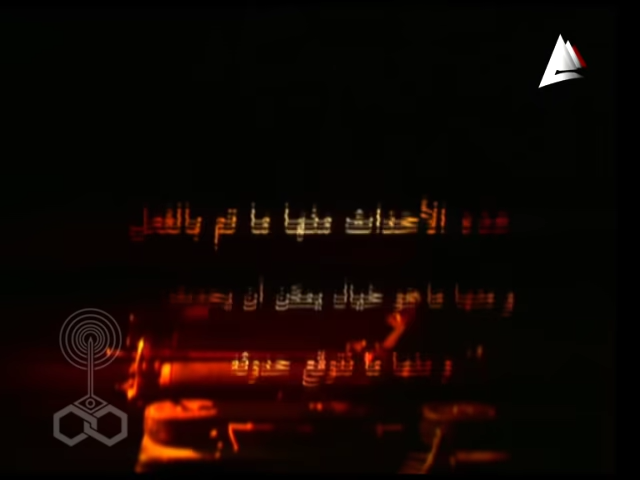 هذه الأحداث منها ما تم بالفعل
و منها ما هو خيال يمكن أن يحدث
و منها ما نتوقع حدوثه